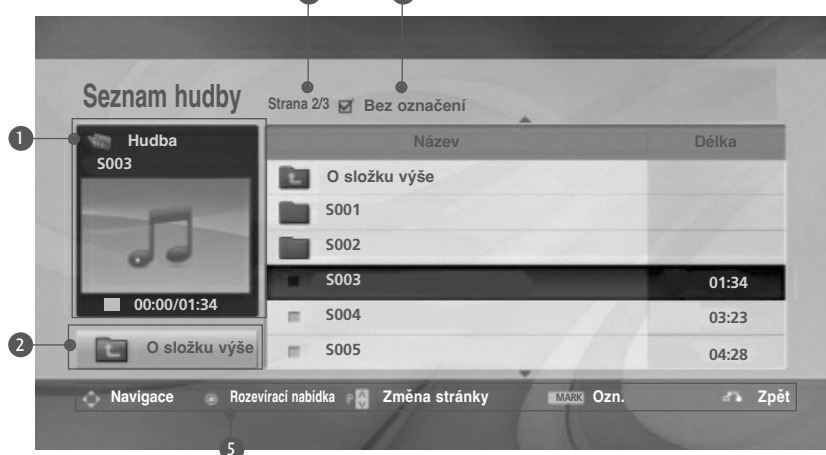 Seznam hudby
Strana 2/3 Bez označení
1
Hudba
S003
00:00/01:34
2
O složku výše
Název Délka
O složku výše
S001
S002
S003 01:34
S004 03:23
S005 04:28
Navigace Rozevírací nabídka P Změna stránky MARK Ozn. Zpět
5